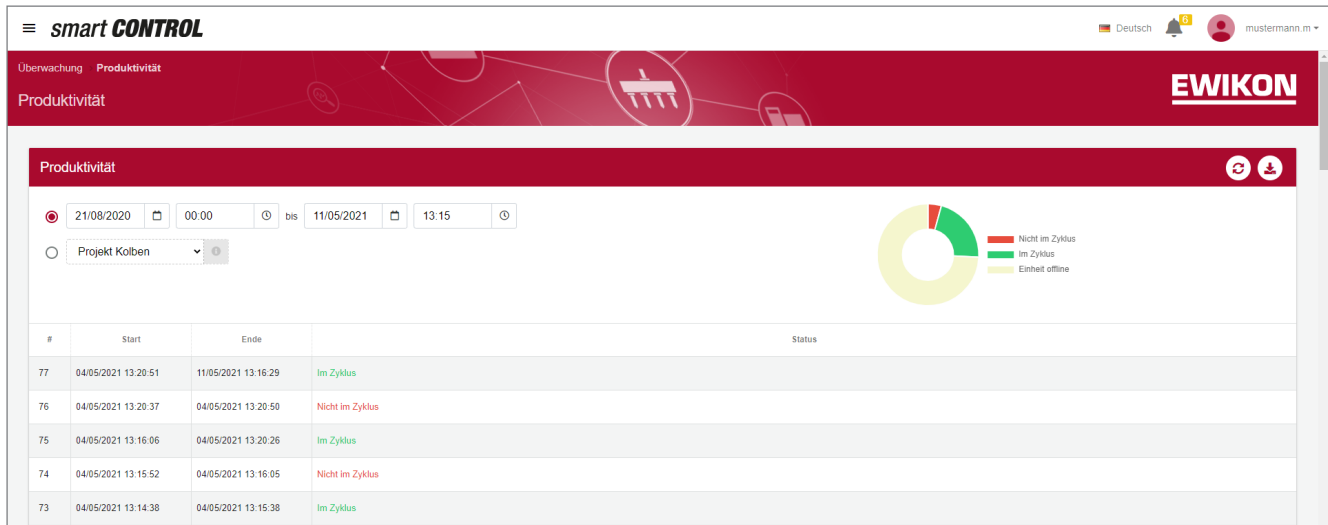 smart CONTROL
Deutsch 6 mustermann.m
Überwachung Produktivität
Produktivität
EWIKON
Produktivität
21/08/2020 00:00 bis 11/05/2021 13:15
Projekt Kolben
Nicht im Zyklus
Im Zyklus
Einheit offline
# Start Ende Status
77 04/05/2021 13:20:51 11/05/2021 13:16:29 Im Zyklus
76 04/05/2021 13:20:37 04/05/2021 13:20:50 Nicht im Zyklus
75 04/05/2021 13:16:06 04/05/2021 13:20:26 Im Zyklus
74 04/05/2021 13:15:52 04/05/2021 13:16:05 Nicht im Zyklus
73 04/05/2021 13:14:38 04/05/2021 13:15:38 Im Zyklus